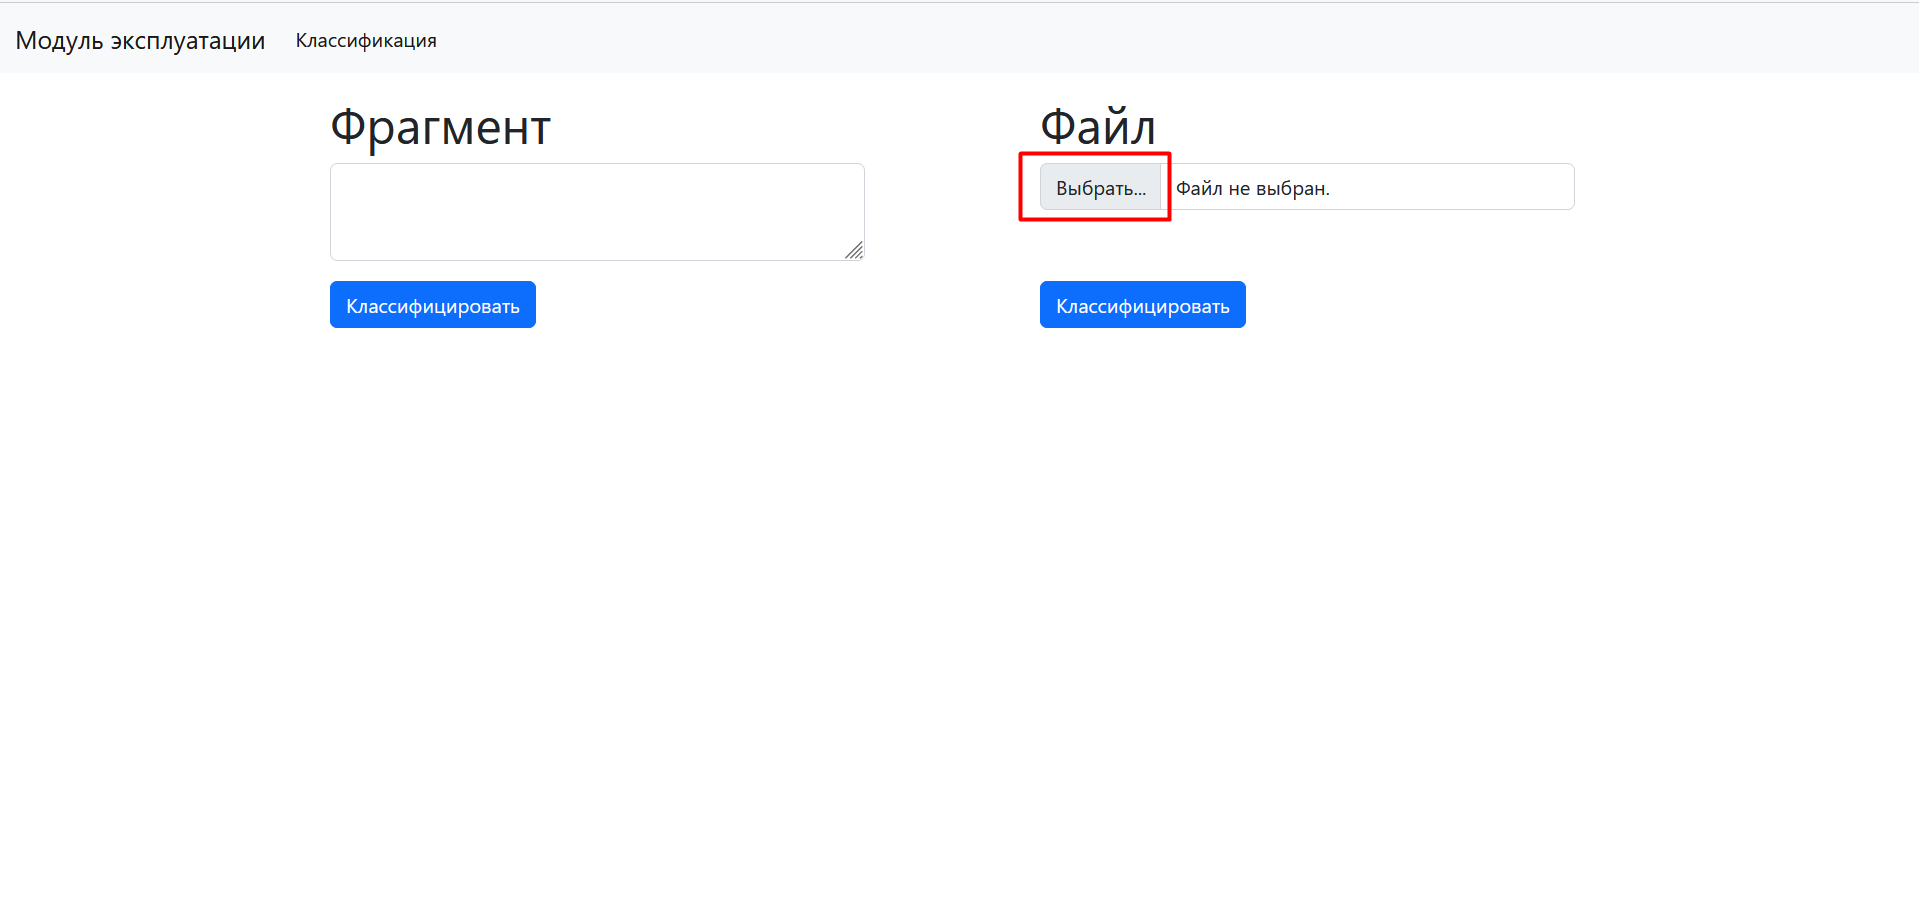 Модуль эксплуатации Классификация
Фрагмент
Классифицировать
Файл
Выбрать... Файл не выбран.
Классифицировать